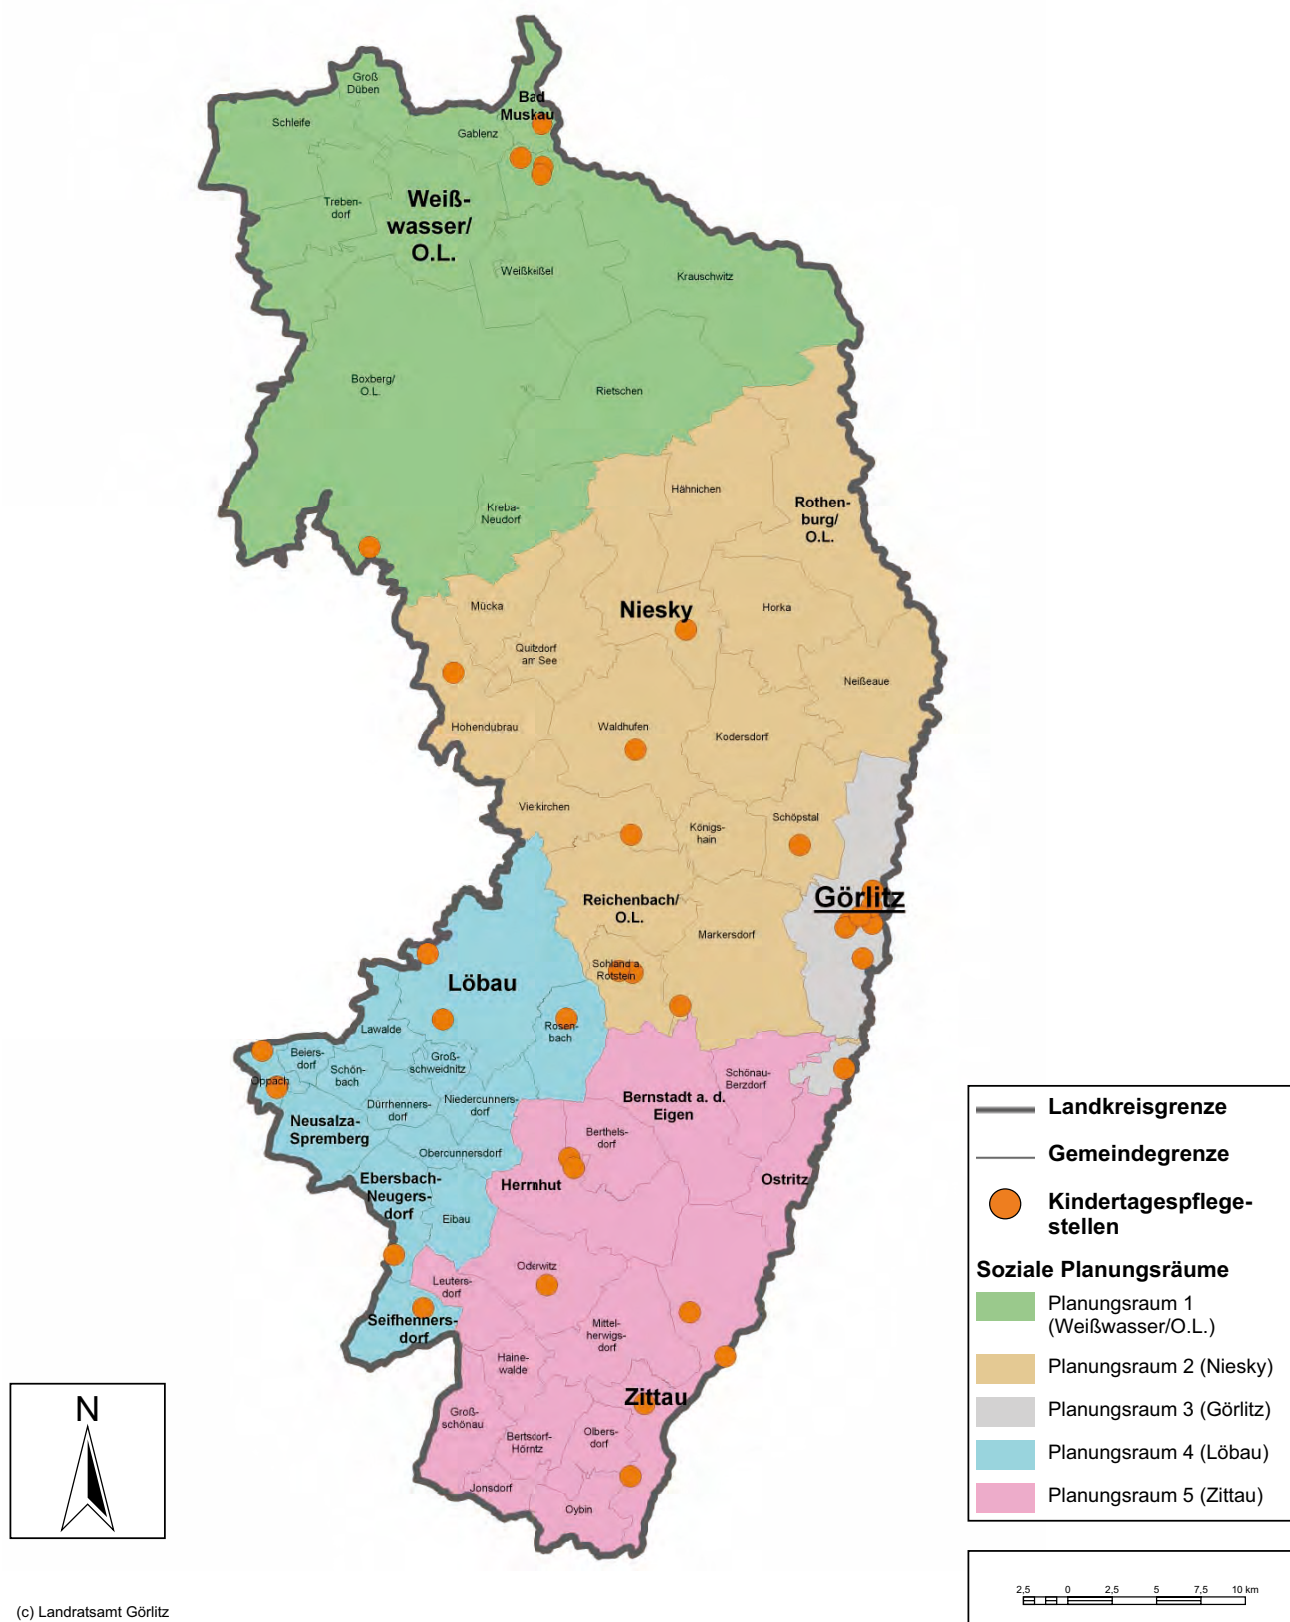 Groß
Düben
Bad
Muskau
Schleife
Gablenz
Weiß-
wasser/
O.L.
Treben-
dorf
Weißkeißel
Krauschwitz
Boxberg/
O.L.
Rietschen
Hähnichen
Kreba-
Neudorf
Rothen-
burg/
O.L.
Mücka
Niesky
Horka
Quitzdorf
am See
Neißeaue
Hohendubrau
Waldhufen
Kodersdorf
Vierkirchen
Königs-
hain
Schöpstal
Görlitz
Reichenbach/
O.L.
Markersdorf
Sohland a.
Rotstein
Löbau
Lawalde
Rosen-
bach
Beiers-
dorf
Schön-
bach
Groß-
schweidnitz
Oppach
Schönau-
Berzdorf
Dürrhenners-
dorf
Niedercunners-
dorf
Bernstadt a. d.
Eigen
Neusalza-
Spremberg
Obercunnersdorf
Berthels-
dorf
Ebersbach-
Neugers-
dorf
Herrnhut
Ostritz
Eibau
Oderwitz
Leuters-
dorf
Seifhenners-
dorf
Mittel-
herwigs-
dorf
Haine-
walde
Zittau
Groß-
schönau
Bertsdorf-
Hörnitz
Olbers-
dorf
Jonsdorf
Oybin
Landkreisgrenze
Gemeindegrenze
Kindertagespflege-
stellen
Soziale Planungsräume
Planungsraum 1
(Weißwasser/O.L.)
Planungsraum 2 (Niesky)
Planungsraum 3 (Görlitz)
Planungsraum 4 (Löbau)
Planungsraum 5 (Zittau)
N
2,5 0 2,5 5 7,5 10 km
(c) Landratsamt Görlitz